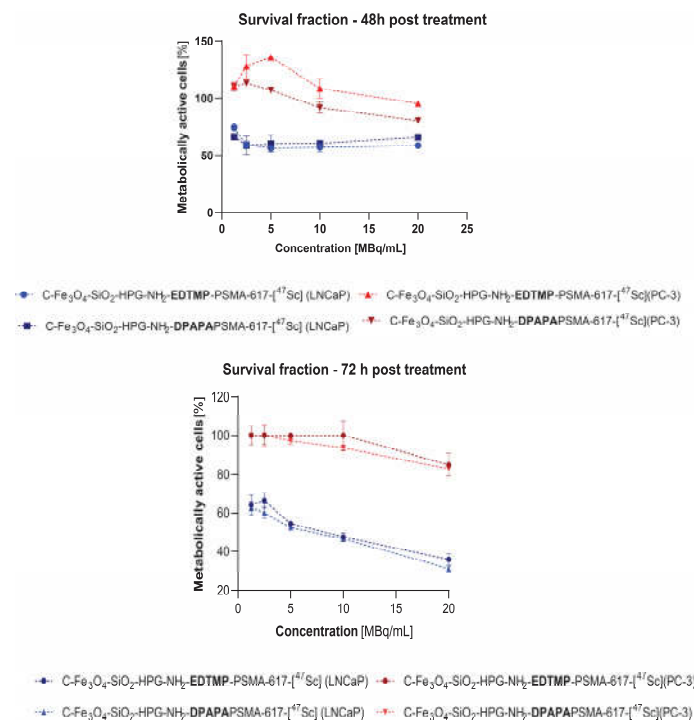 Survival fraction - 48h post treatment
150
100
50
0
Metabolically active cells [%]
0 5 10 15 20 25
Concentration [MBq/mL]
C-Fe₃O₄-SiO₂-HPG-NH₂-EDTMP-PSMA-617-[⁴⁷Sc] (LNCaP)
C-Fe₃O₄-SiO₂-HPG-NH₂-EDTMP-PSMA-617-[⁴⁷Sc](PC-3)
C-Fe₃O₄-SiO₂-HPG-NH₂-DPAPAPSMA-617-[⁴⁷Sc] (LNCaP)
C-Fe₃O₄-SiO₂-HPG-NH₂-DPAPAPSMA-617-[⁴⁷Sc](PC-3)
Survival fraction - 72 h post treatment
120
100
80
60
40
20
Metabolically active cells [%]
0 5 10 15 20
Concentration [MBq/mL]
C-Fe₃O₄-SiO₂-HPG-NH₂-EDTMP-PSMA-617-[⁴⁷Sc] (LNCaP)
C-Fe₃O₄-SiO₂-HPG-NH₂-EDTMP-PSMA-617-[⁴⁷Sc](PC-3)
C-Fe₃O₄-SiO₂-HPG-NH₂-DPAPAPSMA-617-[⁴⁷Sc] (LNCaP)
C-Fe₃O₄-SiO₂-HPG-NH₂-DPAPAPSMA-617-[⁴⁷Sc](PC-3)